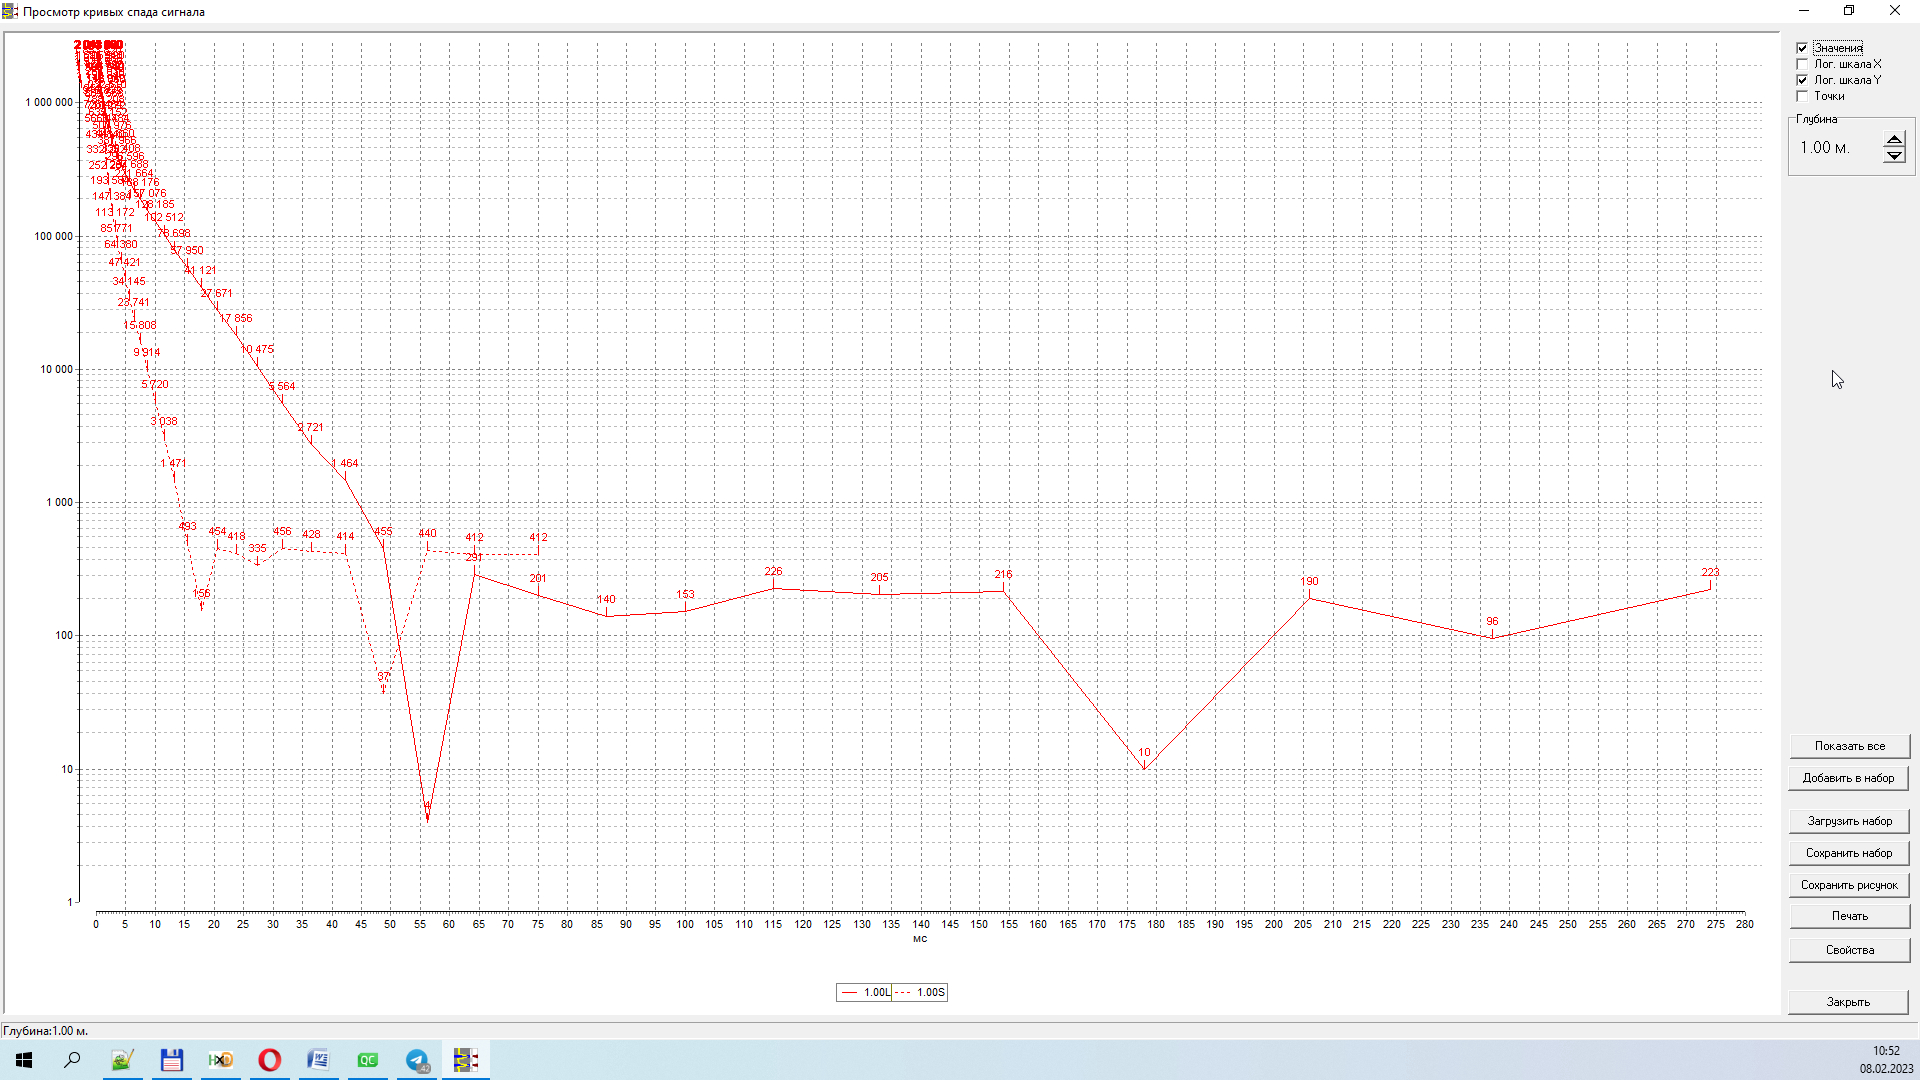 Просмотр кривых спада сигнала
Значения
Лог. шкала X
Лог. шкала Y
Точки
Глубина
1.00 м.
1 000 000
100 000
10 000
1 000
100
10
1
128 185
102 512
78 698
57 950
41 121
27 671
17 856
10 475
5 564
2 721
1 464
455
4
291
201
140
153
226
205
216
10
190
96
223
147 384
113 172
85 771
64 380
47 421
34 145
23 741
15 808
9 914
5 720
3 038
1 471
493
156
454
418
335
456
428
414
37
440
412
412
0 5 10 15 20 25 30 35 40 45 50 55 60 65 70 75 80 85 90 95 100 105 110 115 120 125 130 135 140 145 150 155 160 165 170 175 180 185 190 195 200 205 210 215 220 225 230 235 240 245 250 255 260 265 270 275 280
мс
1.00L 1.00S
Показать все
Добавить в набор
Загрузить набор
Сохранить набор
Сохранить рисунок
Печать
Свойства
Закрыть
Глубина:1.00 м.
HXD
QC
42
10:52
08.02.2023